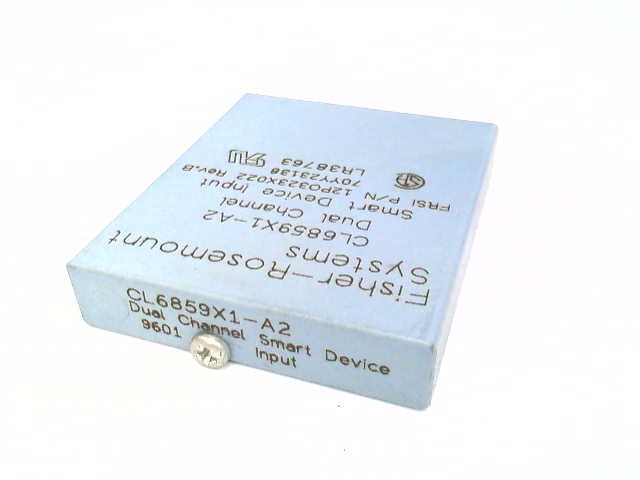 Fisher-Rosemount
Systems
CL6859X1-A2
Dual Channel
Smart Device Input
FRSI P/N 12P0323X022 Rev.B
70YY23138
LR38763
CL6859X1-A2
Dual Channel Smart Device
9601 Input